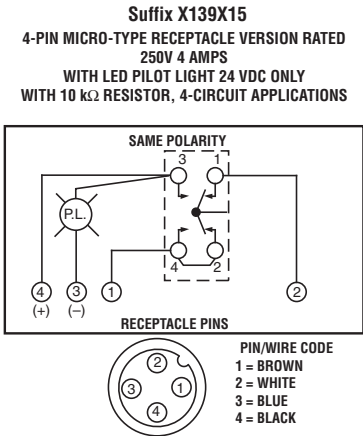 Suffix X139X15
4-PIN MICRO-TYPE RECEPTACLE VERSION RATED
250V 4 AMPS
WITH LED PILOT LIGHT 24 VDC ONLY
WITH 10 kΩ RESISTOR, 4-CIRCUIT APPLICATIONS
SAME POLARITY
3 1
P.L.
4 2
4 3 1 2
(+) (–)
RECEPTACLE PINS
PIN/WIRE CODE
1 = BROWN
2 = WHITE
3 = BLUE
4 = BLACK
2
3 1
4